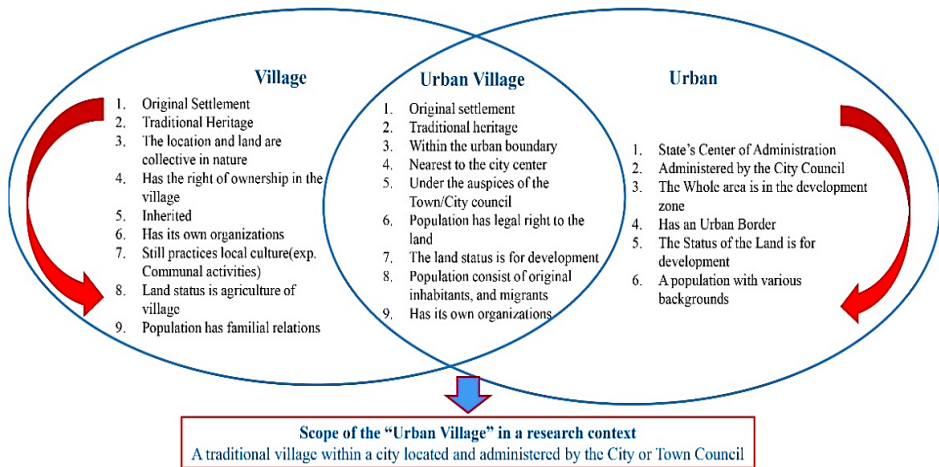 Village
1. Original Settlement
2. Traditional Heritage
3. The location and land are
collective in nature
4. Has the right of ownership in the
village
5. Inherited
6. Has its own organizations
7. Still practices local culture(exp.
Communal activities)
8. Land status is agriculture of
village
9. Population has familial relations
Urban Village
1. Original settlement
2. Traditional heritage
3. Within the urban boundary
4. Nearest to the city center
5. Under the auspices of the
Town/City council
6. Population has legal right to the
land
7. The land status is for development
8. Population consist of original
inhabitants, and migrants
9. Has its own organizations
Urban
1. State's Center of Administration
2. Administered by the City Council
3. The Whole area is in the development
zone
4. Has an Urban Border
5. The Status of the Land is for
development
6. A population with various
backgrounds
Scope of the “Urban Village” in a research context
A traditional village within a city located and administered by the City or Town Council